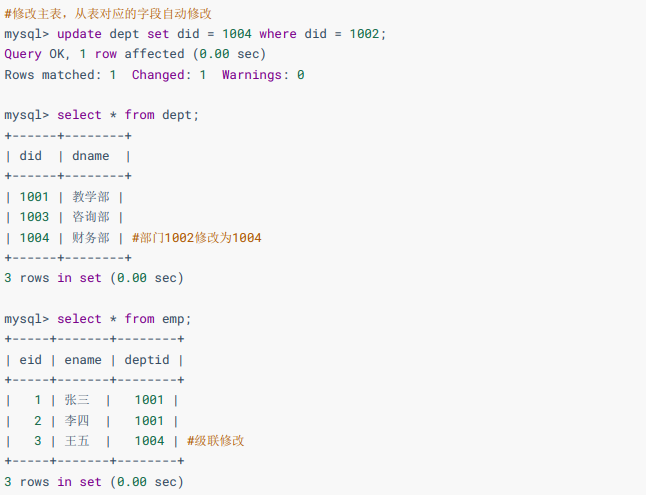 #修改主表，从表对应的字段自动修改
mysql> update dept set did = 1004 where did = 1002;
Query OK, 1 row affected (0.00 sec)
Rows matched: 1  Changed: 1  Warnings: 0

mysql> select * from dept;
+------+--------+
| did  | dname  |
+------+--------+
| 1001 | 教学部 |
| 1003 | 咨询部 |
| 1004 | 财务部 | #部门1002修改为1004
+------+--------+
3 rows in set (0.00 sec)

mysql> select * from emp;
+-----+-------+--------+
| eid | ename | deptid |
+-----+-------+--------+
|   1 | 张三  |   1001 |
|   2 | 李四  |   1001 |
|   3 | 王五  |   1004 | #级联修改
+-----+-------+--------+
3 rows in set (0.00 sec)